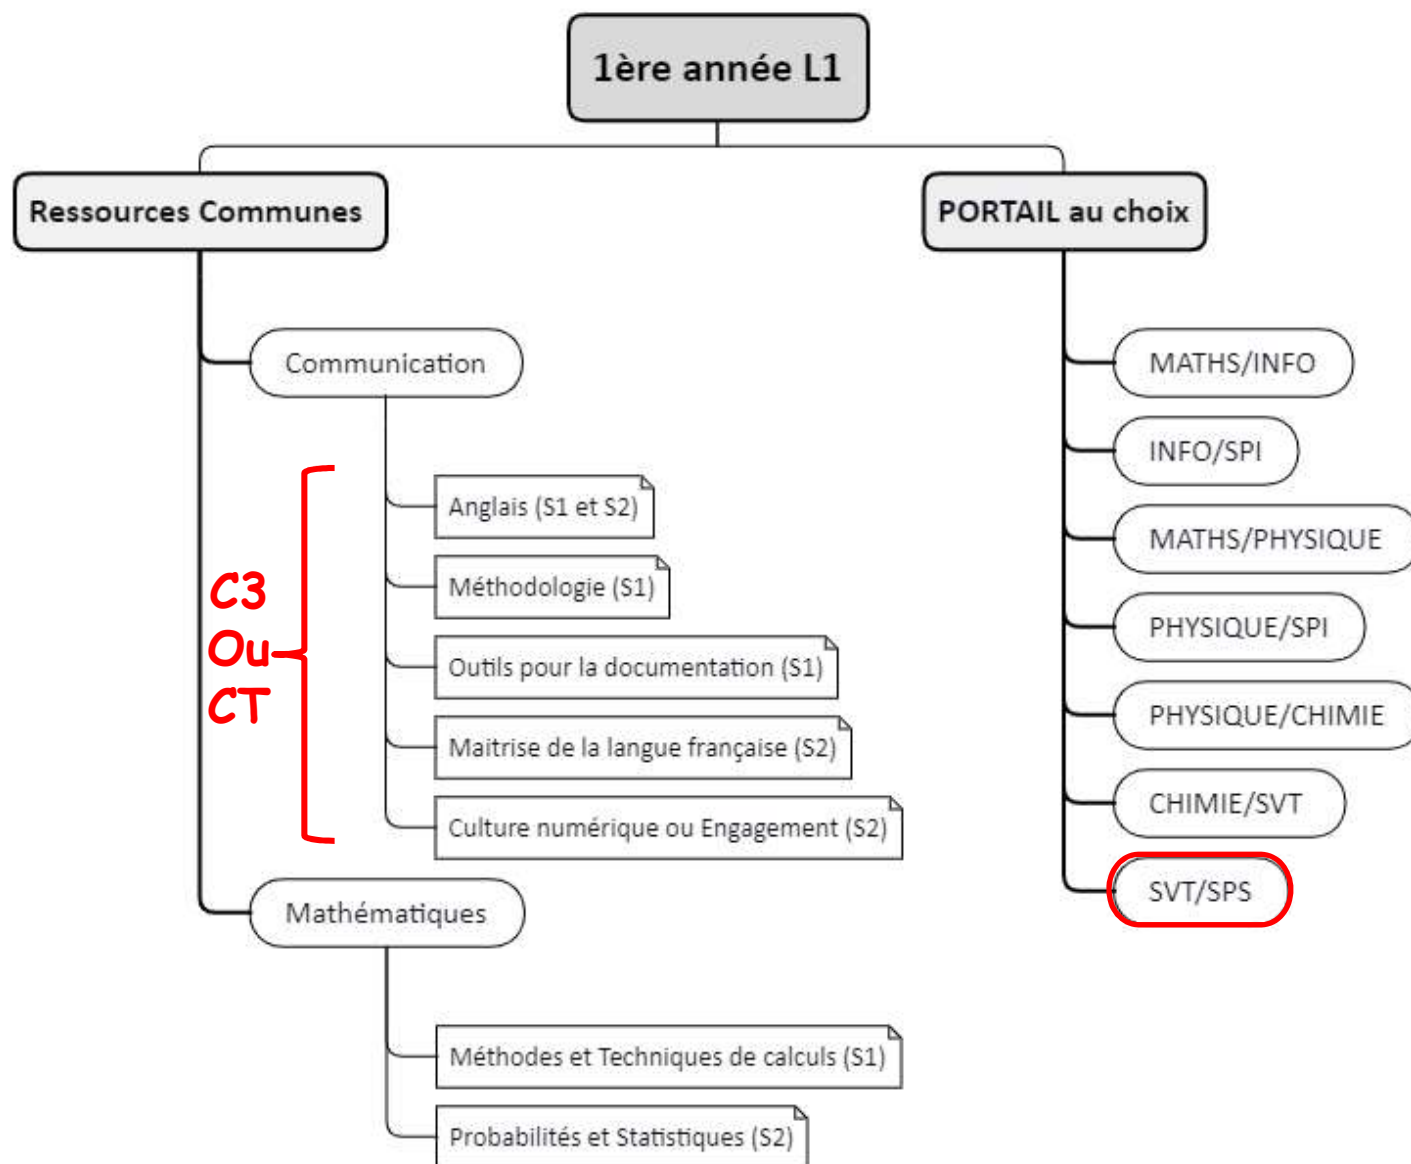 1ère année L1
Ressources Communes
PORTAIL au choix
Communication
Anglais (S1 et S2)
Méthodologie (S1)
Outils pour la documentation (S1)
Maitrise de la langue française (S2)
Culture numérique ou Engagement (S2)
C3
Ou
CT
Mathématiques
Méthodes et Techniques de calculs (S1)
Probabilités et Statistiques (S2)
MATHS/INFO
INFO/SPI
MATHS/PHYSIQUE
PHYSIQUE/SPI
PHYSIQUE/CHIMIE
CHIMIE/SVT
SVT/SPS